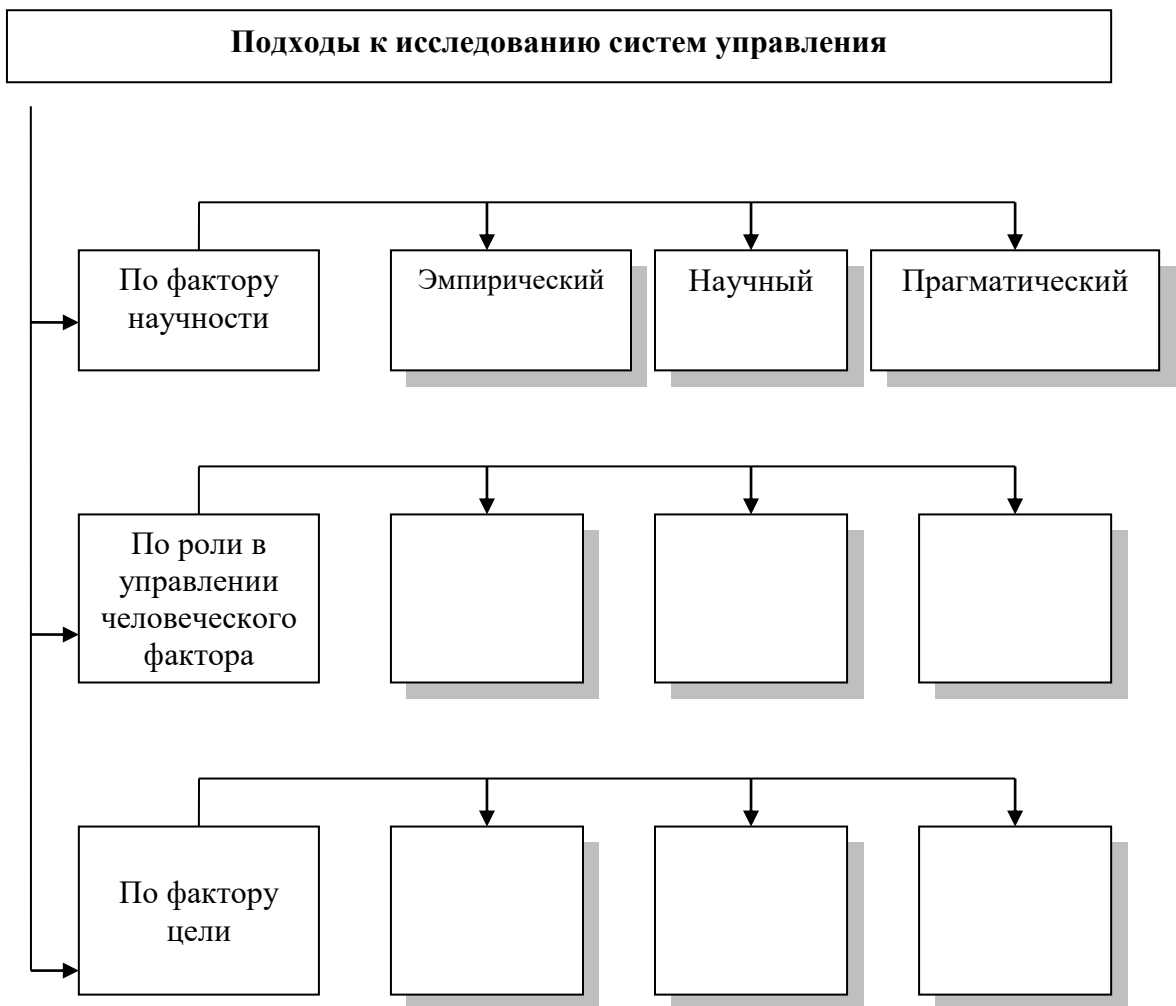 Подходы к исследованию систем управления
По фактору
научности
Эмпирический
Научный
Прагматический
По роли в
управлении
человеческого
фактора
По фактору
цели